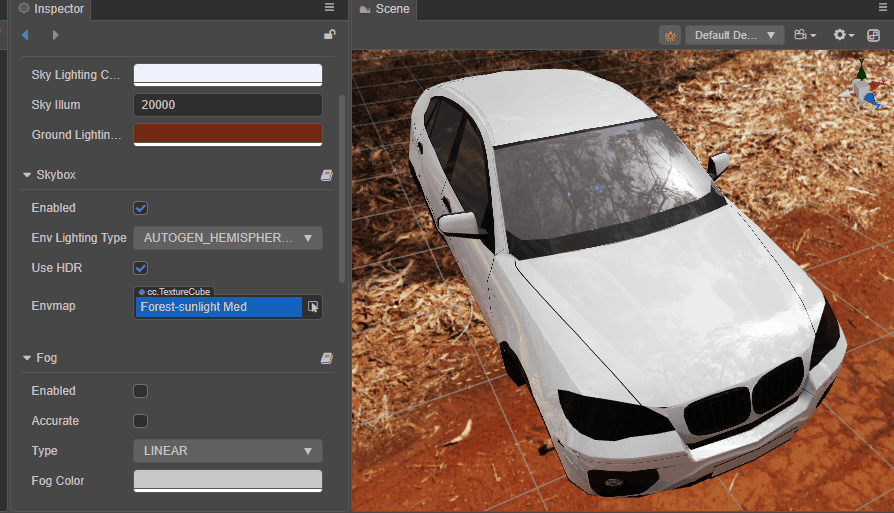 Inspector
Scene
Default De...
Sky Lighting C...
Sky Illum
20000
Ground Lightin...
Skybox
Enabled
Env Lighting Type
AUTOGEN_HEMISPHER...
Use HDR
cc.TextureCube
Envmap
Forest-sunlight Med
Fog
Enabled
Accurate
Type
LINEAR
Fog Color